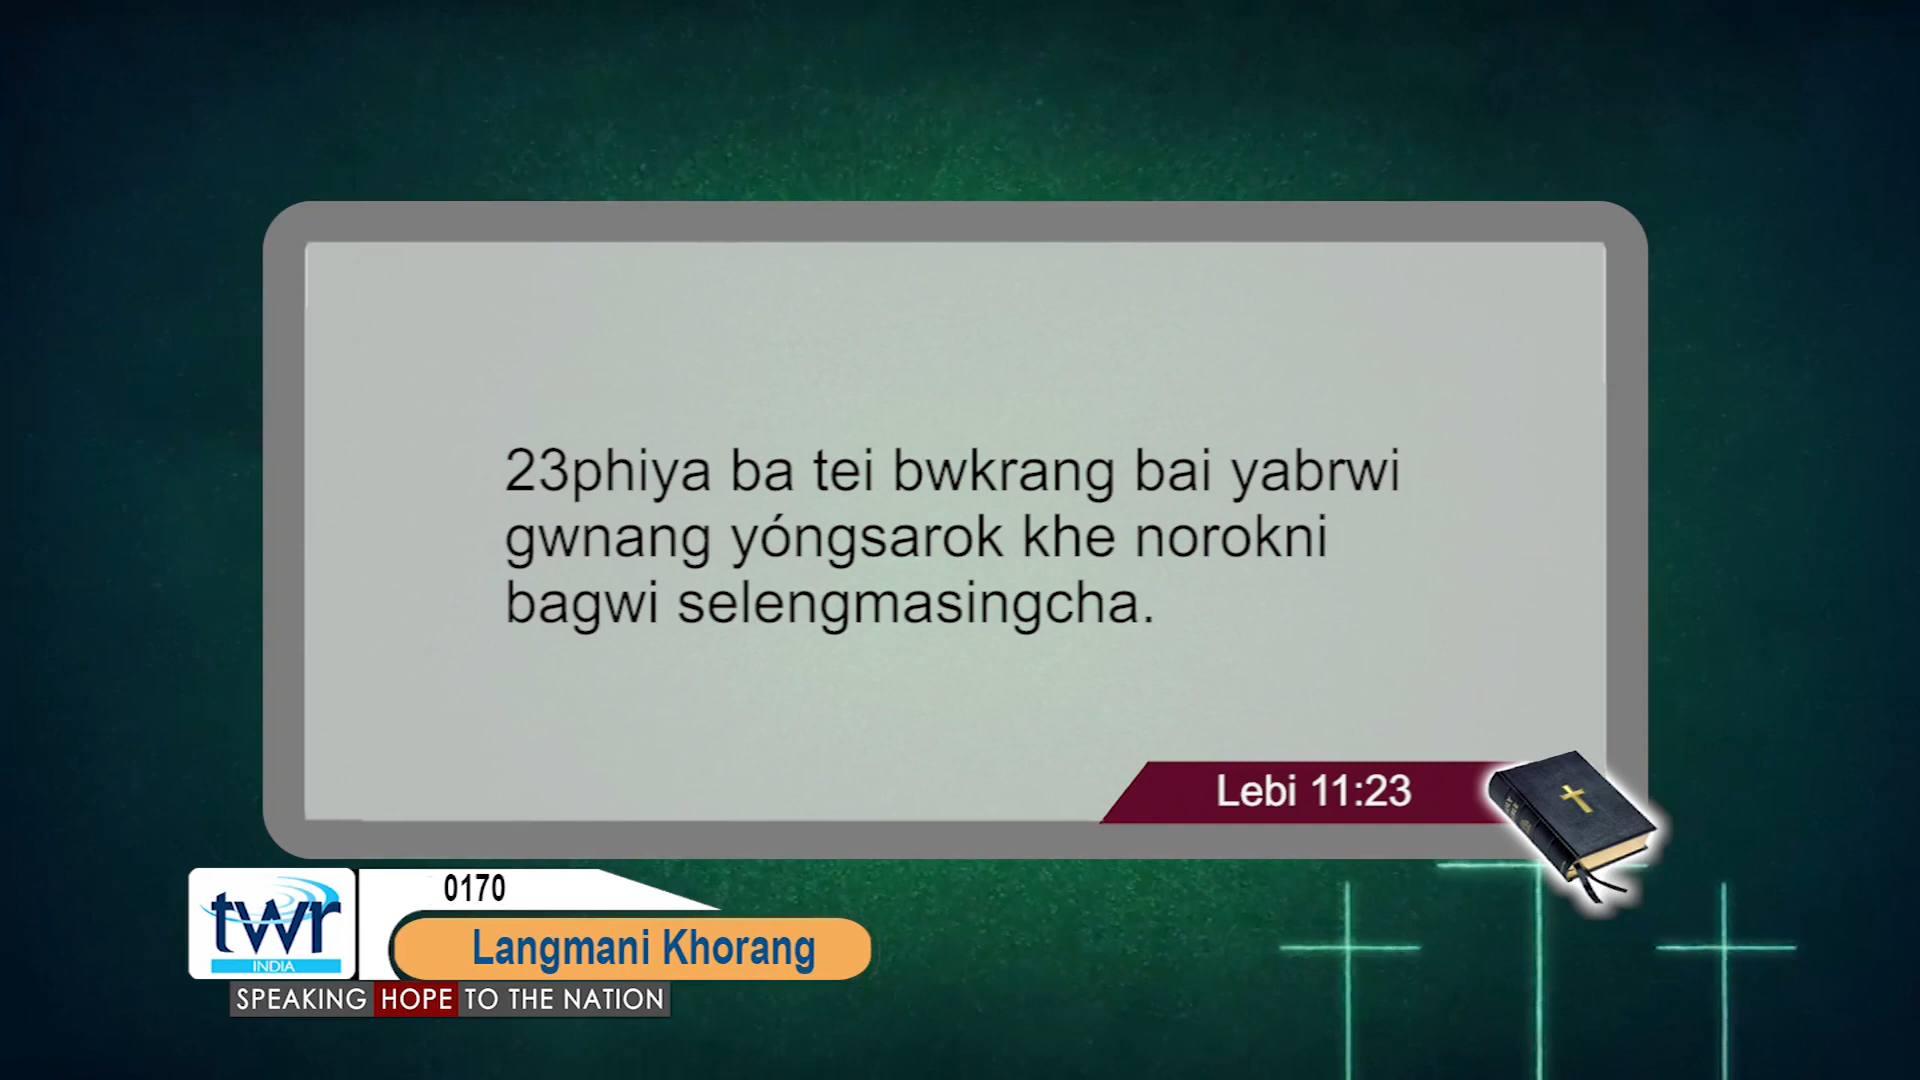 23phiya ba tei bwkrang bai yabrwi
gwnang yóngsarok khe norokni
bagwi selengmasingcha.
Lebi 11:23
0170
twr
INDIA
Langmani Khorang
SPEAKING HOPE TO THE NATION